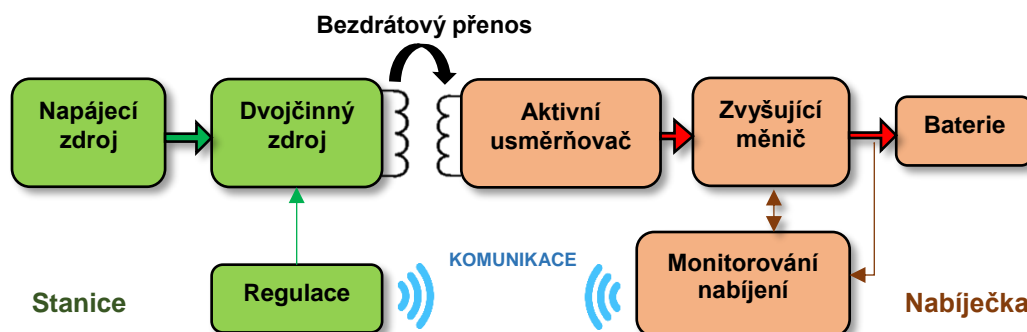 Bezdrátový přenos
Napájecí
zdroj
Dvojčinný
zdroj
Aktivní
usměrňovač
Zvyšující
měnič
Baterie
KOMUNIKACE
Regulace
Monitorování
nabíjení
Stanice
Nabíječka